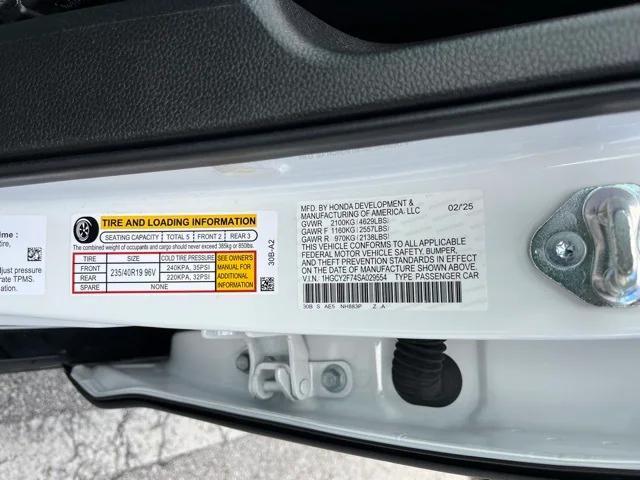 ime :
tire,
djust pressure
rate TPMS.
TIRE AND LOADING INFORMATION
SEATING CAPACITY | TOTAL 5 | FRONT 2 | REAR 3
The combined weight of occupants and cargo should never exceed 385kg or 850lbs.
TIRE SIZE COLD TIRE PRESSURE
FRONT 235/40R19 96V 240KPA, 35PSI
REAR 220KPA, 32PSI
SPARE NONE
SEE OWNER'S
MANUAL FOR
ADDITIONAL
INFORMATION
30B-A2
MFD. BY HONDA DEVELOPMENT & 02/25
MANUFACTURING OF AMERICA, LLC
GVWR 2100KG(4629LBS)
GAWR F 1160KG(2557LBS)
GAWR R 970KG(2138LBS)
THIS VEHICLE CONFORMS TO ALL APPLICABLE
FEDERAL MOTOR VEHICLE SAFETY, BUMPER,
AND THEFT PREVENTION STANDARDS IN EFFECT
ON THE DATE OF MANUFACTURE SHOWN ABOVE.
V.I.N. 1HGCY2F74SA029554 TYPE PASSENGER CAR
30B S AE5 NH883P Z A